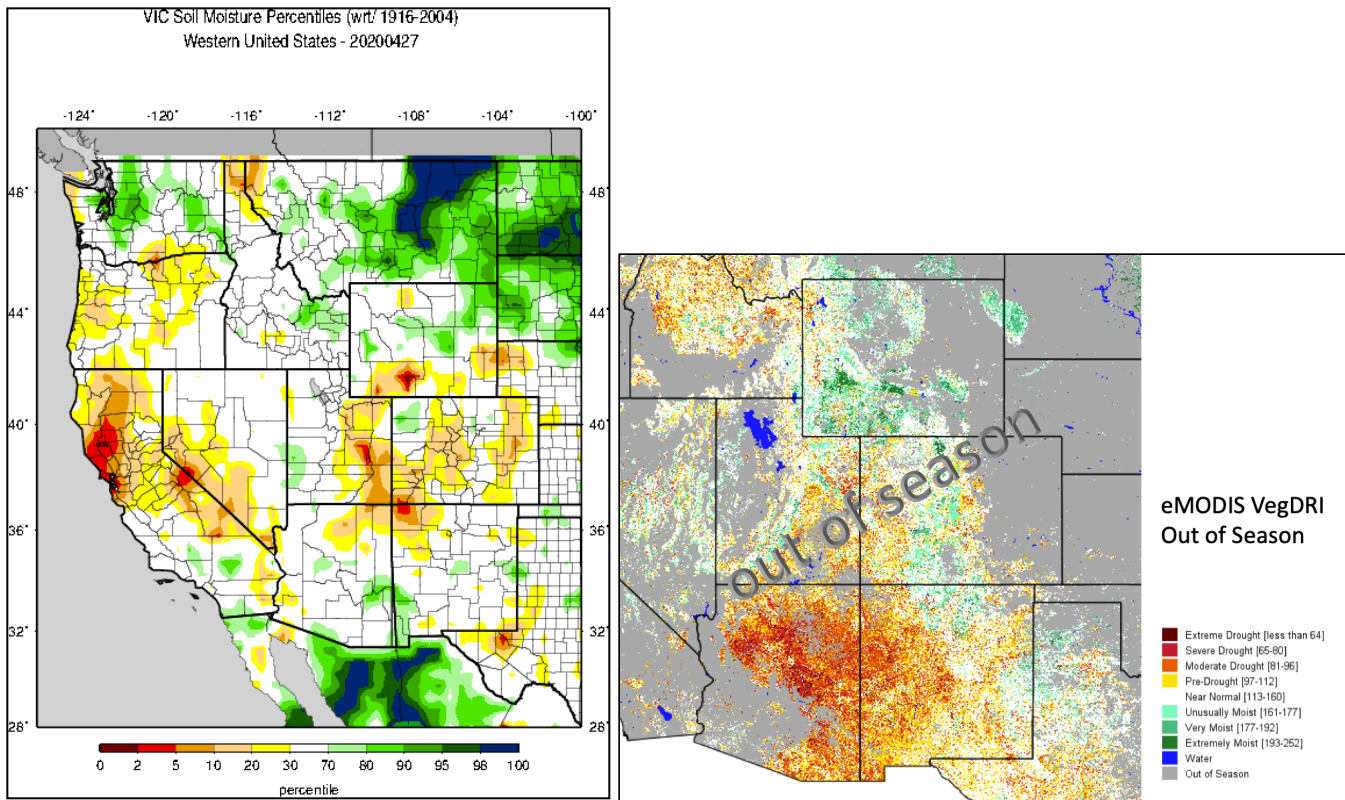 VIC Soil Moisture Percentiles (wrt/ 1916-2004)
Western United States - 20200427
-124° -120° -116° -112° -108° -104° -100°
48° 48°
44° 44°
40° 40°
36° 36°
32° 32°
28° 28°
0 2 5 10 20 30 70 80 90 95 98 100
percentile
out of season
eMODIS VegDRI
Out of Season
Extreme Drought [less than 64]
Severe Drought [65-80]
Moderate Drought [81-96]
Pre-Drought [97-112]
Near Normal [113-160]
Unusually Moist [161-177]
Very Moist [177-192]
Extremely Moist [193-252]
Water
Out of Season